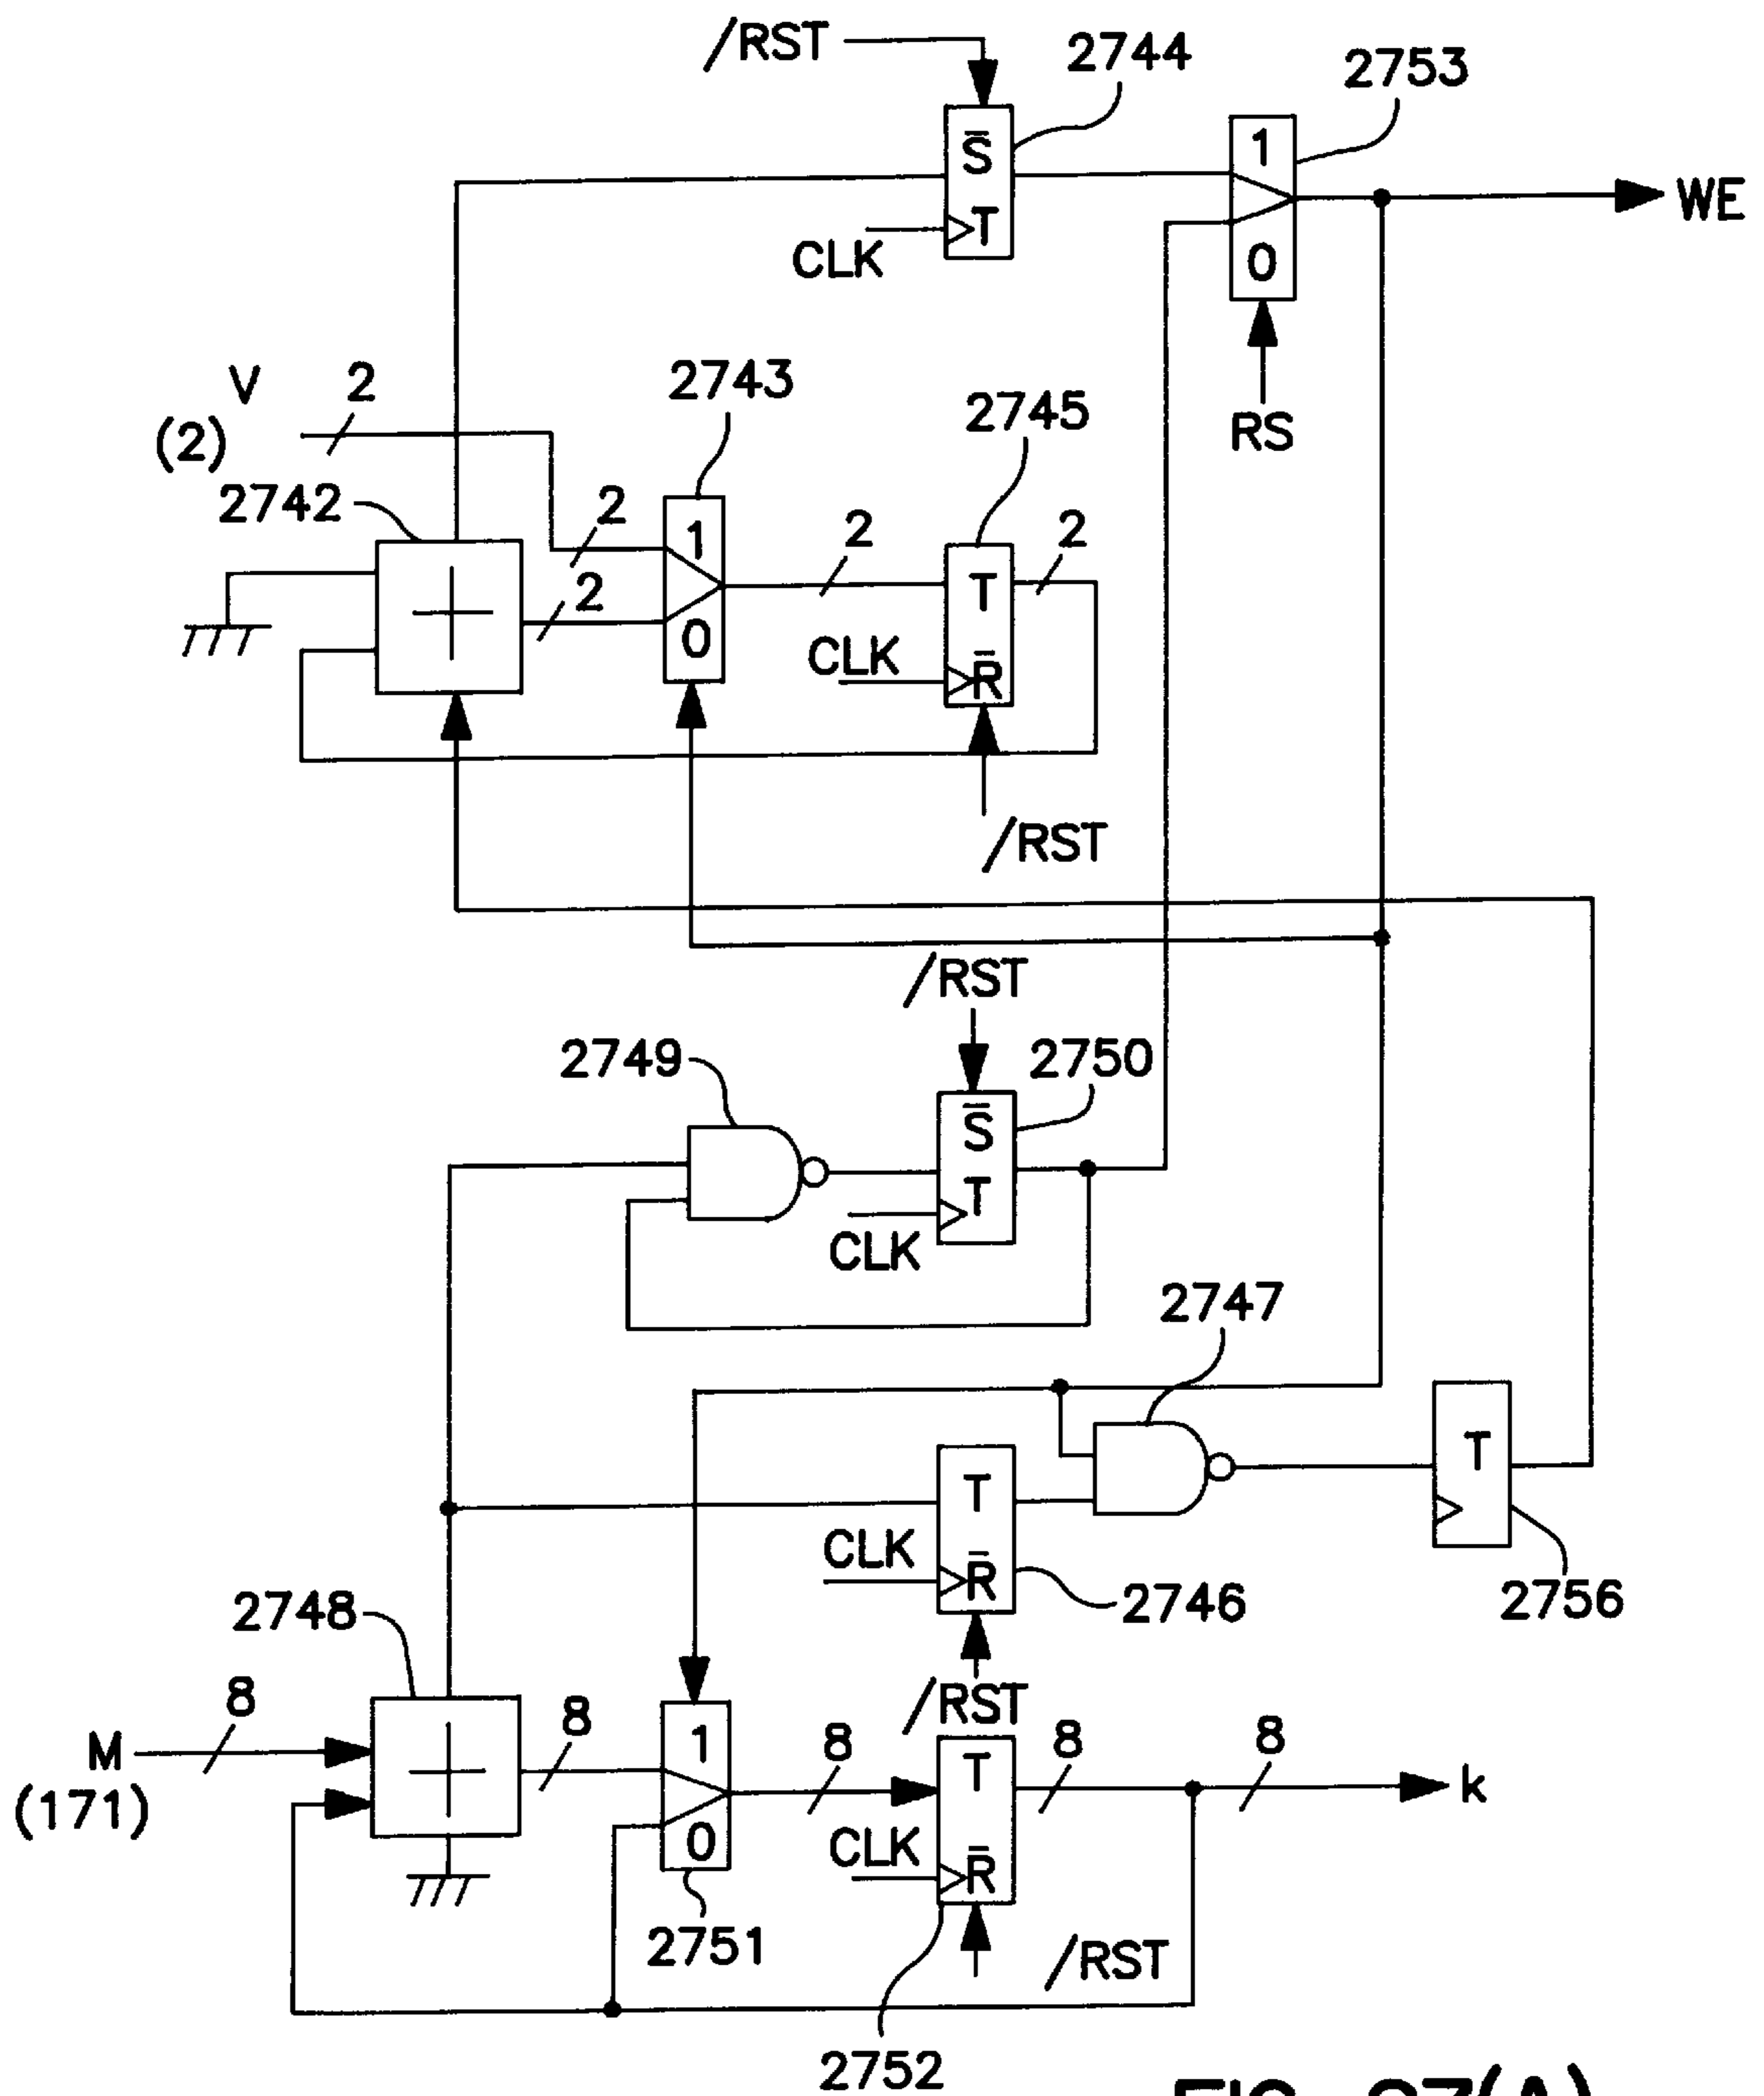 /RST
2744
2753
S̄
1
T
WE
CLK
0
V
2
2743
2745
RS
(2)
2742
2
1
2
2
T
2
0
CLK
R̄
/RST
/RST
2749
2750
S̄
T
CLK
2747
T
T
CLK
R̄
2748
2746
2756
M
8
8
1
8
/RST
T
8
8
k
(171)
0
CLK
R̄
2751
/RST
2752